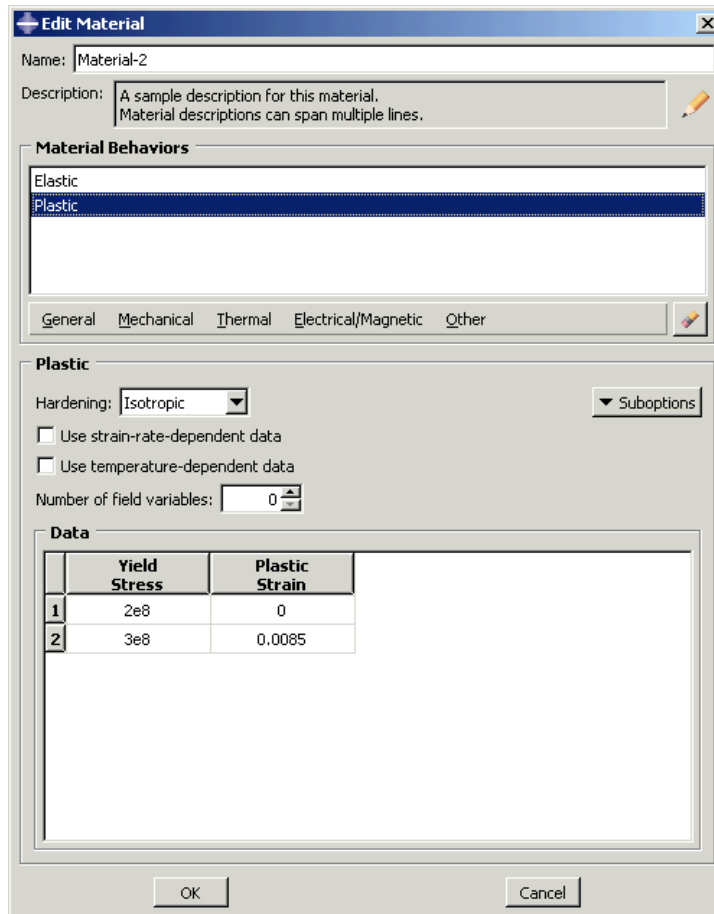 Edit Material
Name: Material-2
Description: A sample description for this material.
Material descriptions can span multiple lines.
Material Behaviors
Elastic
Plastic
General Mechanical Thermal Electrical/Magnetic Other
Plastic
Hardening: Isotropic
Suboptions
Use strain-rate-dependent data
Use temperature-dependent data
Number of field variables: 0
Data
Yield Stress Plastic Strain
1 2e8 0
2 3e8 0.0085
OK Cancel